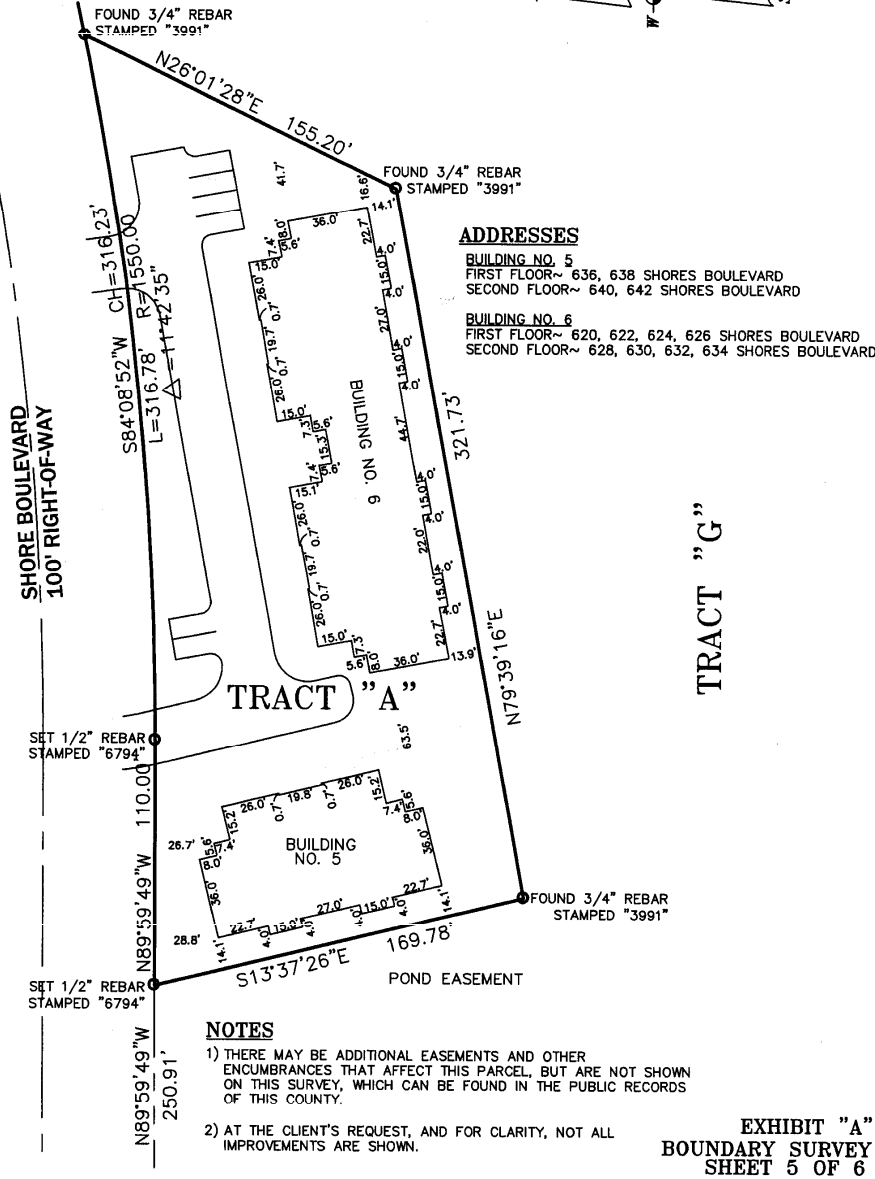 W
FOUND 3/4" REBAR
STAMPED "3991"
N26°01'28"E
155.20'
FOUND 3/4" REBAR
STAMPED "3991"
41.7'
16.6'
14.1'
36.0'
8.0'
5.6'
7.4'
15.0'
22.7'
4.0'
15.0'
4.0'
27.0'
4.0'
15.0'
4.0'
44.7'
4.0'
15.0'
4.0'
22.0'
4.0'
15.0'
4.0'
22.7'
13.9'
26.0'
0.7'
19.7'
0.7'
26.0'
15.0'
7.3'
5.6'
15.3'
5.6'
7.4'
15.1'
26.0'
0.7'
19.7'
0.7'
26.0'
15.0'
7.3'
5.6'
8.0'
36.0'
BUILDING NO. 6
ADDRESSES
BUILDING NO. 5
FIRST FLOOR~ 636, 638 SHORES BOULEVARD
SECOND FLOOR~ 640, 642 SHORES BOULEVARD
BUILDING NO. 6
FIRST FLOOR~ 620, 622, 624, 626 SHORES BOULEVARD
SECOND FLOOR~ 628, 630, 632, 634 SHORES BOULEVARD
S84°08'52"W CH=316.23'
L=316.78' R=1550.00
△=11°42'35"
SHORE BOULEVARD
100' RIGHT-OF-WAY
321.73'
N79°39'16"E
TRACT "G"
TRACT "A"
SET 1/2" REBAR
STAMPED "6794"
63.5'
N89°59'49"W 110.00'
26.0'
0.7'
19.8'
0.7'
26.0'
15.2'
7.4'
5.6'
8.0'
36.0'
15.2'
26.7'
5.6'
7.4'
8.0'
36.0'
BUILDING
NO. 5
28.8'
14.1'
22.7'
4.0'
15.0'
4.0'
27.0'
4.0'
15.0'
4.0'
22.7'
14.1'
FOUND 3/4" REBAR
STAMPED "3991"
S13°37'26"E
169.78'
POND EASEMENT
SET 1/2" REBAR
STAMPED "6794"
N89°59'49"W
250.91'
NOTES
1) THERE MAY BE ADDITIONAL EASEMENTS AND OTHER
ENCUMBRANCES THAT AFFECT THIS PARCEL, BUT ARE NOT SHOWN
ON THIS SURVEY, WHICH CAN BE FOUND IN THE PUBLIC RECORDS
OF THIS COUNTY.
2) AT THE CLIENT'S REQUEST, AND FOR CLARITY, NOT ALL
IMPROVEMENTS ARE SHOWN.
EXHIBIT "A"
BOUNDARY SURVEY
SHEET 5 OF 6